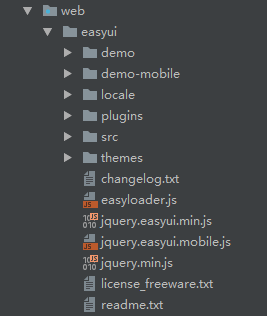 web
easyui
demo
demo-mobile
locale
plugins
src
themes
changelog.txt
easyloader.js
jquery.easyui.min.js
jquery.easyui.mobile.js
jquery.min.js
license_freeware.txt
readme.txt